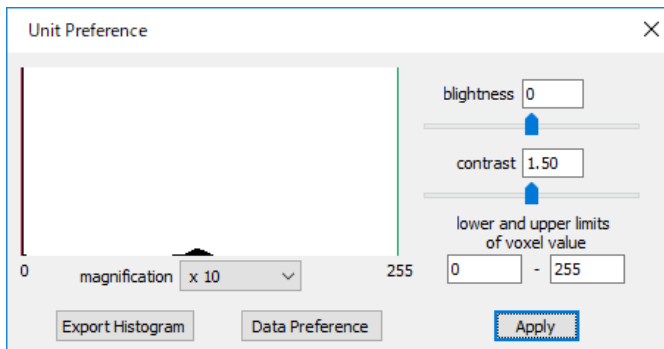 Unit Preference
blightness 0
contrast 1.50
lower and upper limits
of voxel value
0 - 255
0 255
magnification x 10
Export Histogram Data Preference Apply